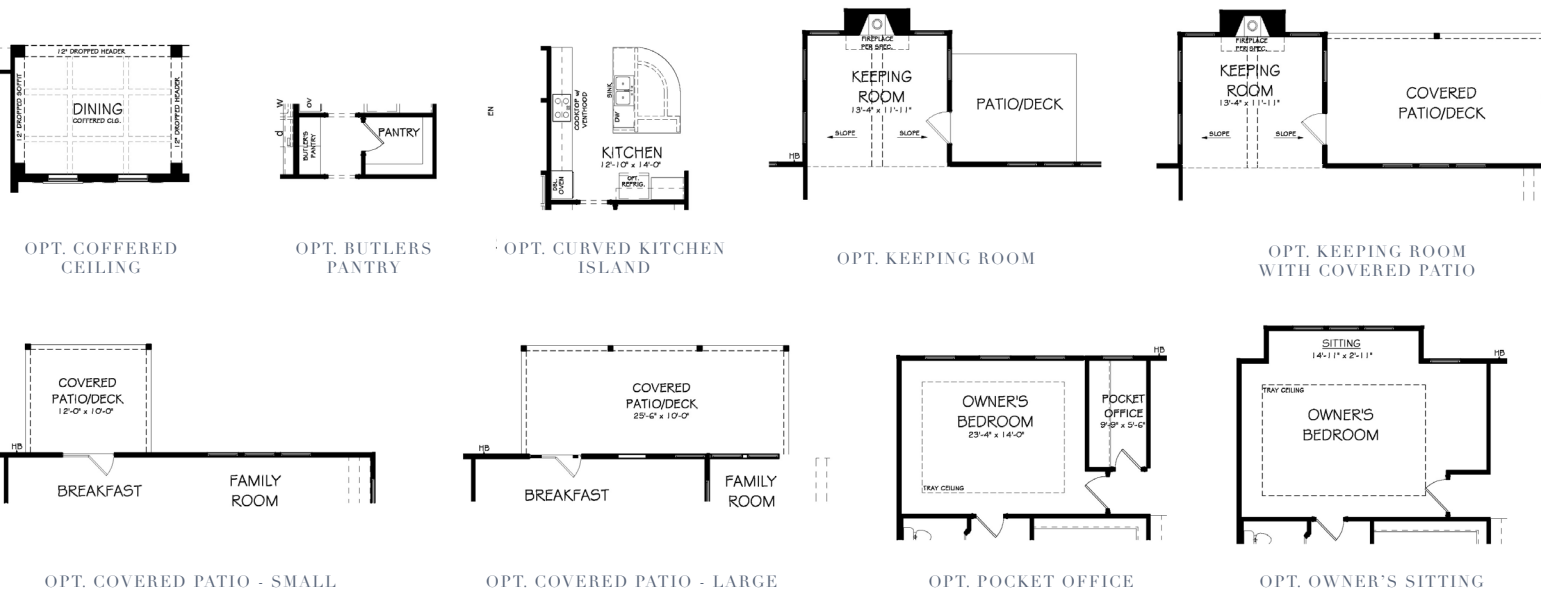 12" DROPPED HEADER
12" DROPPED SOFFIT
DINING
COFFERED CLG.
12" DROPPED HEADER
OPT. COFFERED
CEILING
W
d
OV
BUTLER'S
PANTRY
PANTRY
OPT. BUTLERS
PANTRY
EN
COOKTOP w/
VENTHOOD
SINK
DW
KITCHEN
12'-10" x 14'-0"
DBL.
OVEN
OPT.
REFRIG.
OPT. CURVED KITCHEN
ISLAND
FIREPLACE
PER SPEC.
KEEPING
ROOM
13'-4" x 11'-11"
SLOPE
SLOPE
HB
PATIO/DECK
OPT. KEEPING ROOM
FIREPLACE
PER SPEC.
KEEPING
ROOM
13'-4" x 11'-11"
SLOPE
SLOPE
HB
COVERED
PATIO/DECK
OPT. KEEPING ROOM
WITH COVERED PATIO
COVERED
PATIO/DECK
12'-0" x 10'-0"
HB
BREAKFAST
FAMILY
ROOM
OPT. COVERED PATIO - SMALL
COVERED
PATIO/DECK
25'-6" x 10'-0"
HB
BREAKFAST
FAMILY
ROOM
OPT. COVERED PATIO - LARGE
HB
OWNER'S
BEDROOM
23'-4" x 14'-0"
TRAY CEILING
POCKET
OFFICE
9'-9" x 5'-6"
OPT. POCKET OFFICE
SITTING
14'-11" x 2'-11"
HB
TRAY CEILING
OWNER'S
BEDROOM
OPT. OWNER'S SITTING